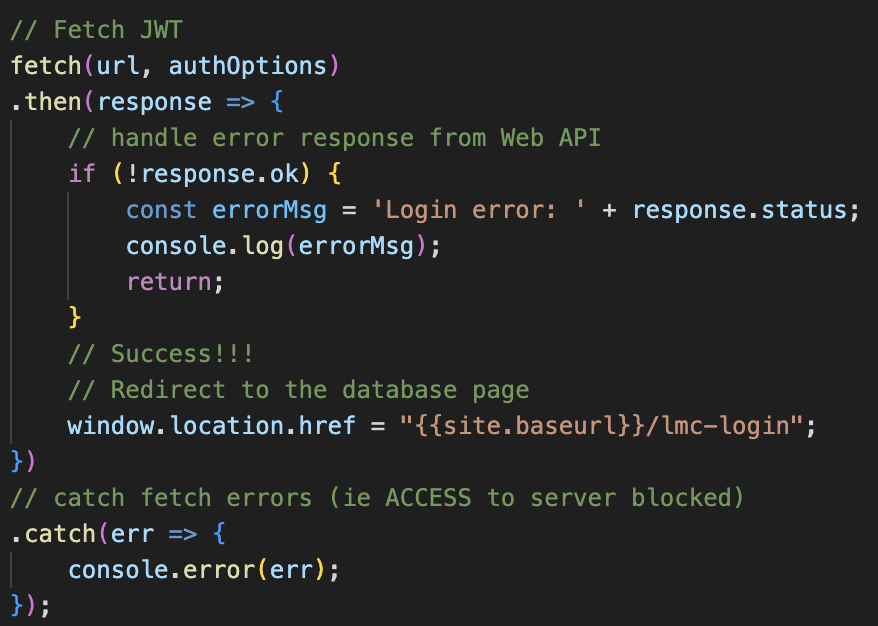 // Fetch JWT
fetch(url, authOptions)
.then(response => {
    // handle error response from Web API
    if (!response.ok) {
        const errorMsg = 'Login error: ' + response.status;
        console.log(errorMsg);
        return;
    }
    // Success!!!
    // Redirect to the database page
    window.location.href = "{{site.baseurl}}/lmc-login";
})
// catch fetch errors (ie ACCESS to server blocked)
.catch(err => {
    console.error(err);
});